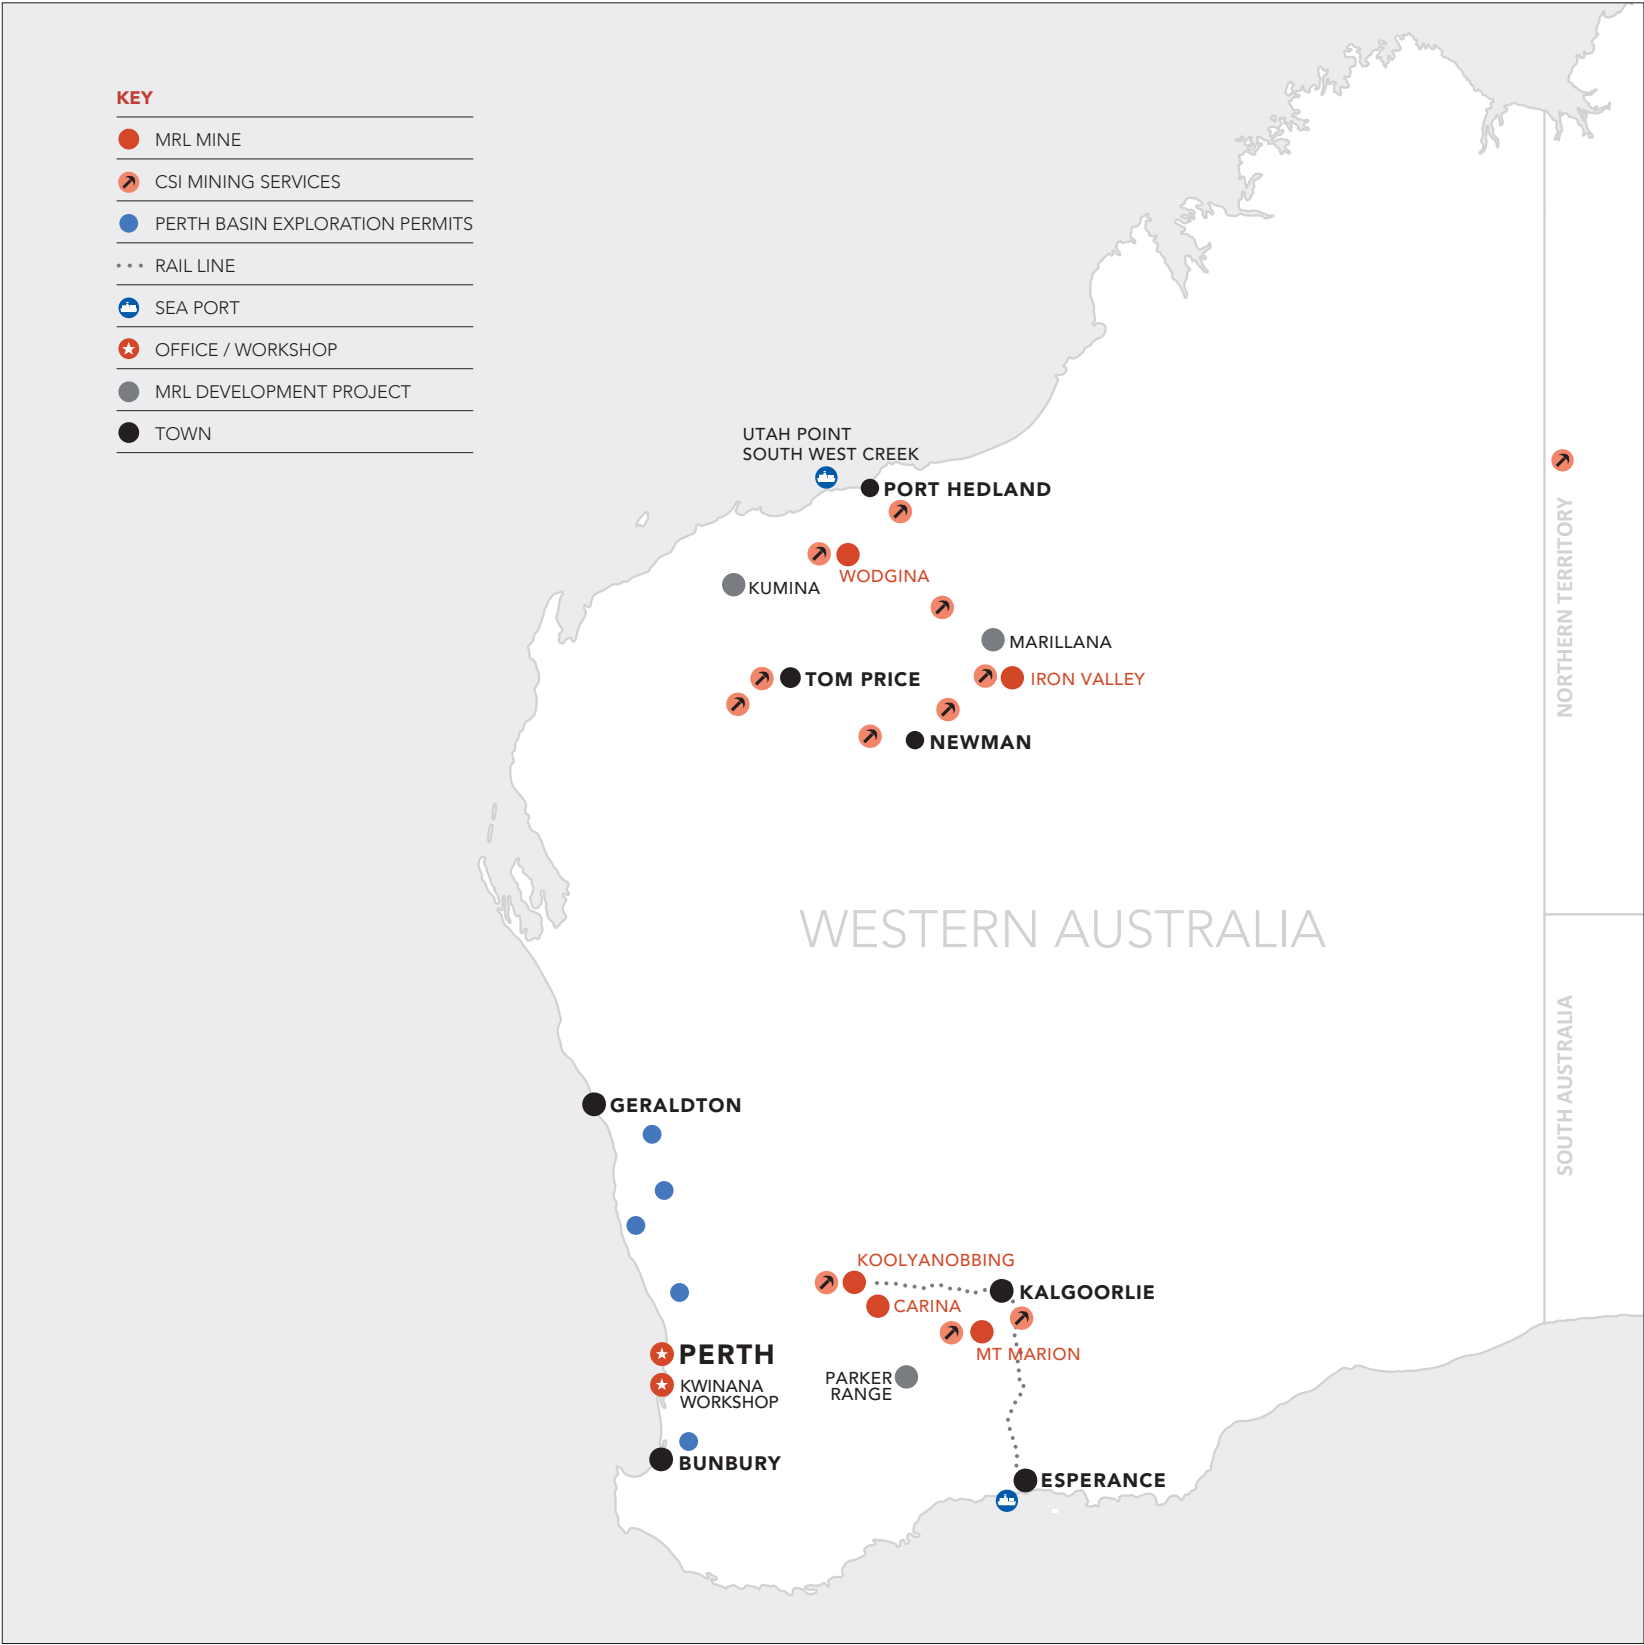 KEY
MRL MINE
CSI MINING SERVICES
PERTH BASIN EXPLORATION PERMITS
RAIL LINE
SEA PORT
OFFICE / WORKSHOP
MRL DEVELOPMENT PROJECT
TOWN
UTAH POINT
SOUTH WEST CREEK
PORT HEDLAND
WODGINA
KUMINA
MARILLANA
TOM PRICE
IRON VALLEY
NEWMAN
NORTHERN TERRITORY
WESTERN AUSTRALIA
SOUTH AUSTRALIA
GERALDTON
KOOLYANOBBING
KALGOORLIE
CARINA
MT MARION
PERTH
KWINANA
WORKSHOP
PARKER
RANGE
BUNBURY
ESPERANCE